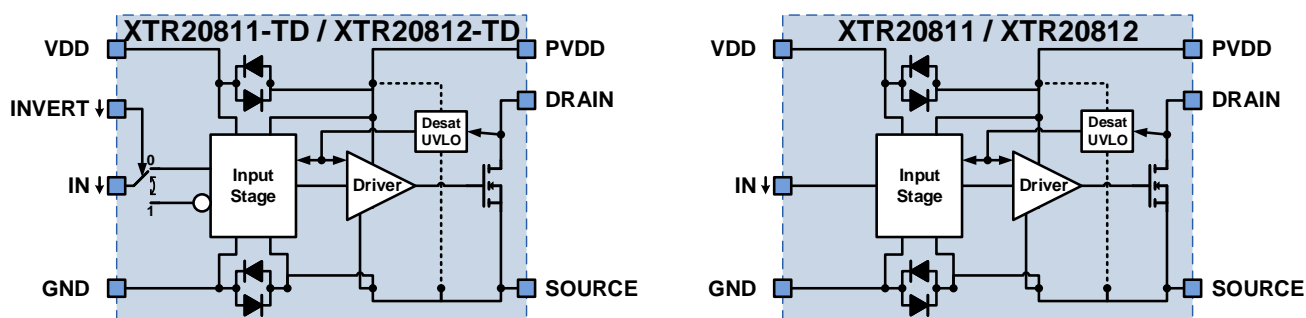 XTR20811-TD / XTR20812-TD
VDD
PVDD
INVERT ↓
DRAIN
Desat
UVLO
0
IN ↓
Input
Stage
Driver
1
GND
SOURCE
XTR20811 / XTR20812
VDD
PVDD
DRAIN
Desat
UVLO
IN ↓
Input
Stage
Driver
GND
SOURCE